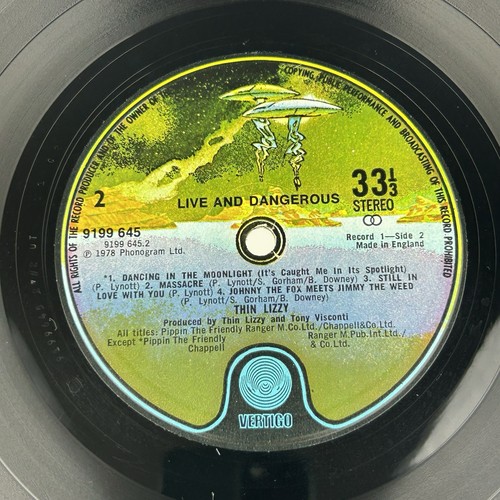 ALL RIGHTS OF THE RECORD PRODUCER AND OF THE OWNER OF
COPYING, PUBLIC PERFORMANCE AND BROADCASTING OF THIS RECORD PROHIBITED
2
LIVE AND DANGEROUS
33⅓
STEREO
9199 645
9199 645.2
℗ 1978 Phonogram Ltd.
Record 1—Side 2
Made in England
*1. DANCING IN THE MOONLIGHT (It's Caught Me In Its Spotlight)
(P. Lynott) 2. MASSACRE (P. Lynott/S. Gorham/B. Downey) 3. STILL IN
LOVE WITH YOU (P. Lynott) 4. JOHNNY THE FOX MEETS JIMMY THE WEED
(P. Lynott/S. Gorham/B. Downey)
THIN LIZZY
Produced by Thin Lizzy and Tony Visconti
All titles: Pippin The Friendly Ranger M.Co.Ltd./Chappell&Co.Ltd.
Except *Pippin The Friendly Ranger M.Pub.Co.Ltd./
Chappell & Co.Ltd.
VERTIGO